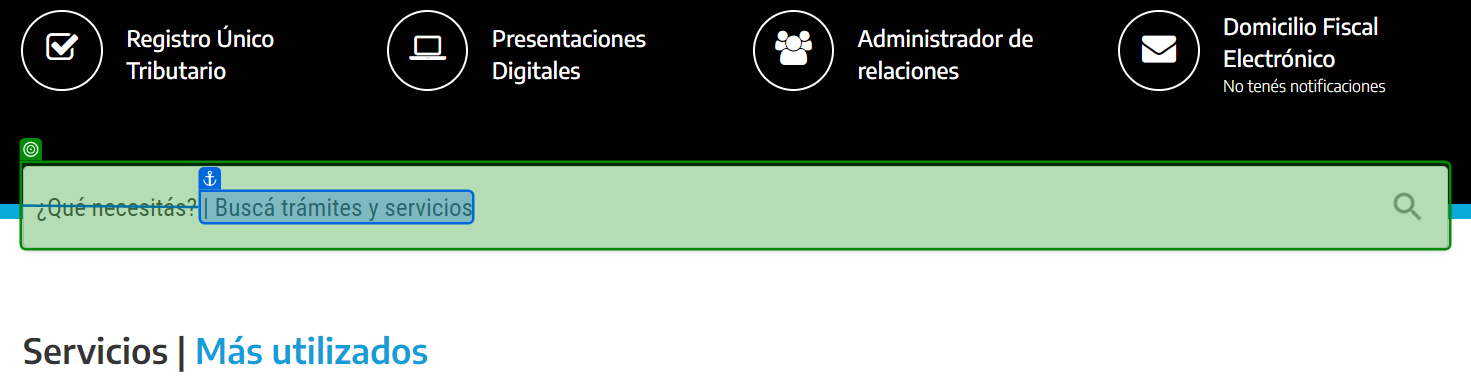 Registro Único
Tributario
Presentaciones
Digitales
Administrador de
relaciones
Domicilio Fiscal
Electrónico
No tenés notificaciones
¿Qué necesitás? | Buscá trámites y servicios
Servicios | Más utilizados